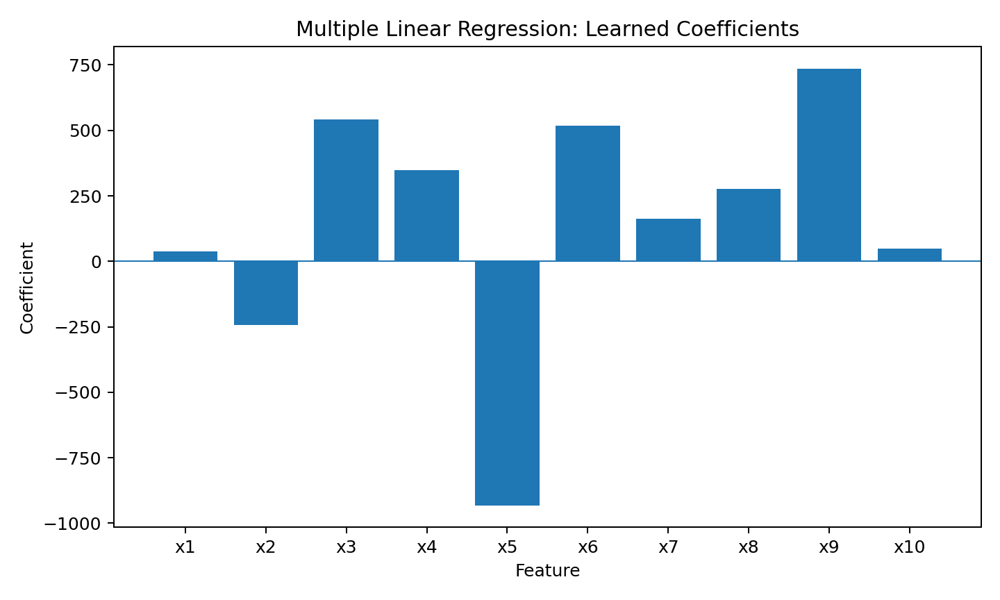 Multiple Linear Regression: Learned Coefficients
750
500
250
0
−250
−500
−750
−1000
Coefficient
x1 x2 x3 x4 x5 x6 x7 x8 x9 x10
Feature